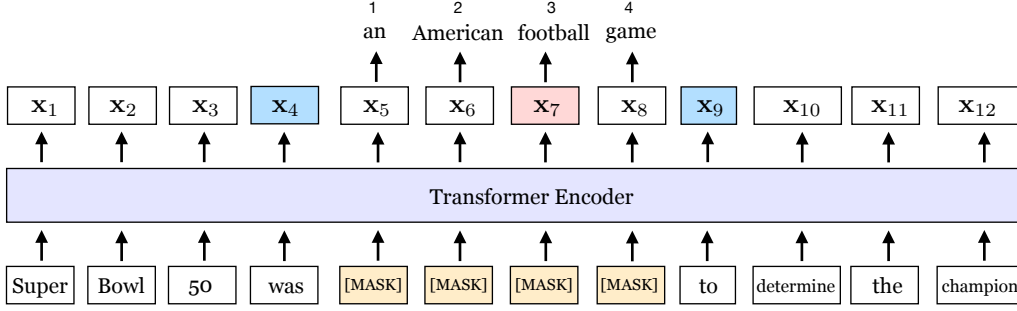 1 2 3 4
an American football game
x1 x2 x3 x4 x5 x6 x7 x8 x9 x10 x11 x12
Transformer Encoder
Super Bowl 50 was [MASK] [MASK] [MASK] [MASK] to determine the champion